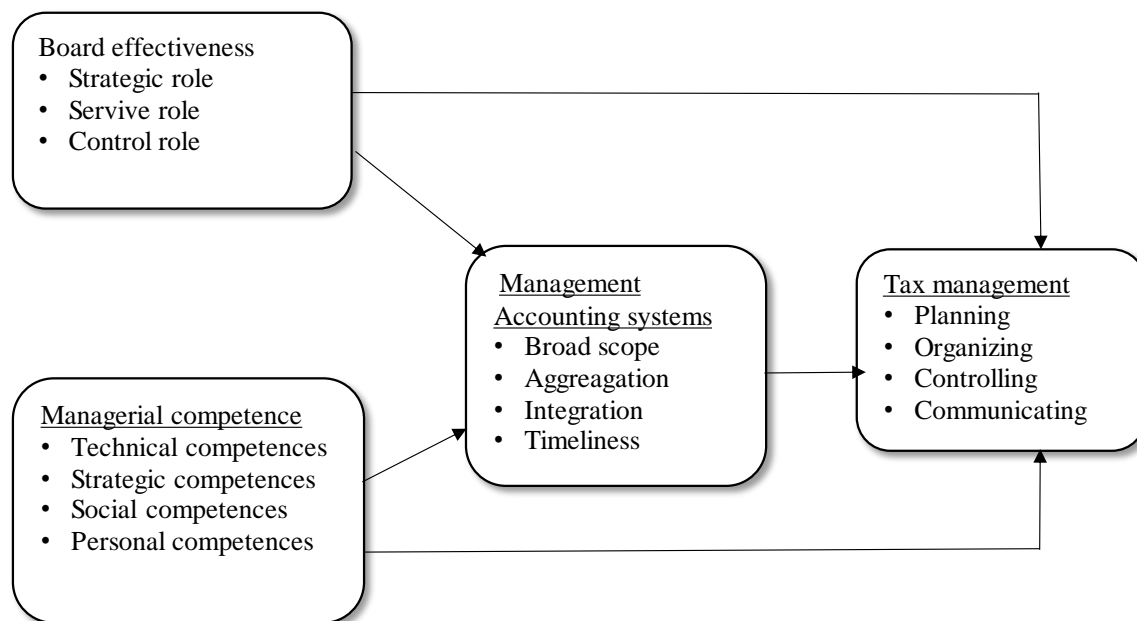 Board effectiveness
• Strategic role
• Servive role
• Control role
Management
Accounting systems
• Broad scope
• Aggreagation
• Integration
• Timeliness
Tax management
• Planning
• Organizing
• Controlling
• Communicating
Managerial competence
• Technical competences
• Strategic competences
• Social competences
• Personal competences